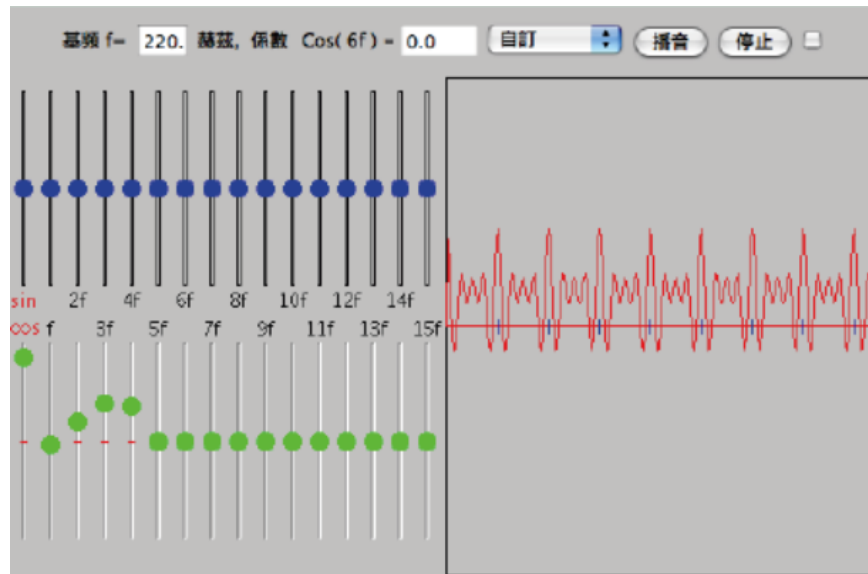 基頻 f= 220. 赫茲, 係數 Cos( 6f ) = 0.0 自訂 播音 停止
sin 2f 4f 6f 8f 10f 12f 14f
cos f 3f 5f 7f 9f 11f 13f 15f